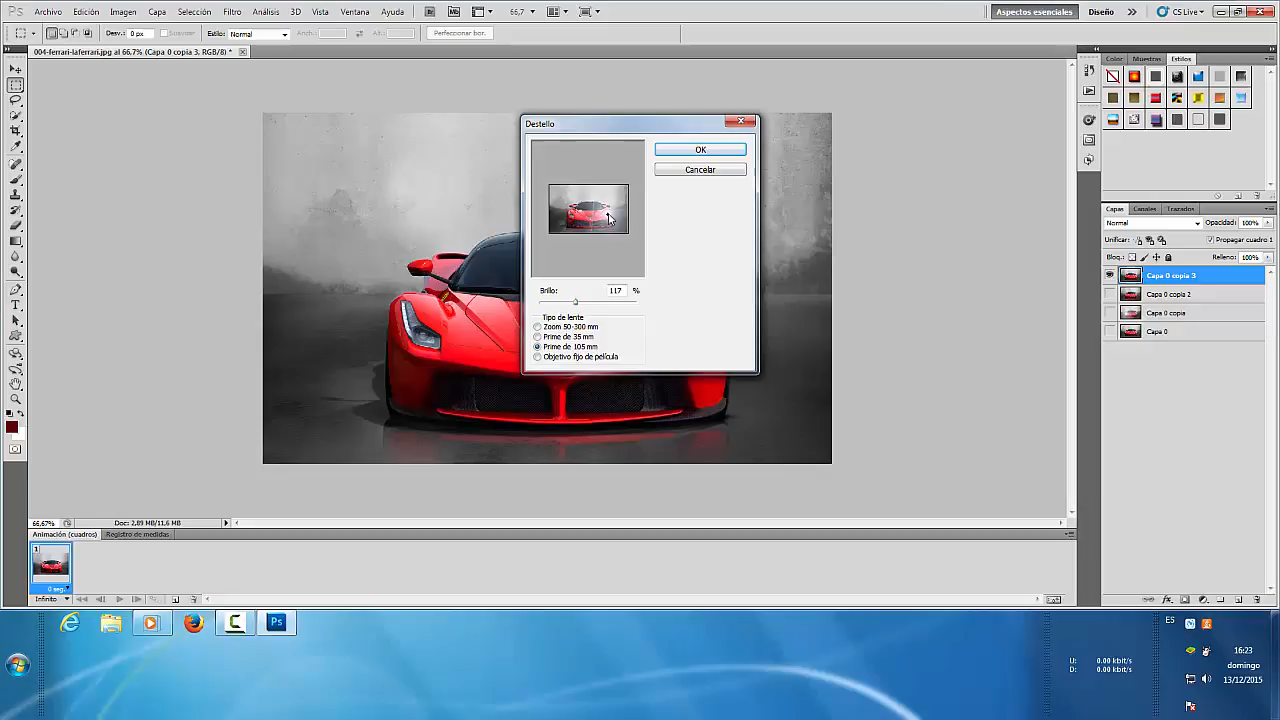 Ps Archivo Edición Imagen Capa Selección Filtro Análisis 3D Vista Ventana Ayuda Br Mb 66,7 Aspectos esenciales Diseño CS Live
Desv.: 0 px Suavizar Estilo: Normal Anch.: Alt.: Perfeccionar bor.
004-ferrari-laferrari.jpg al 66.7% (Capa 0 copia 3, RGB/8) *
Color Muestras Estilos
Destello
OK
Cancelar
Brillo: 117 %
Tipo de lente
Zoom 50-300 mm
Prime de 35 mm
Prime de 105 mm
Objetivo fijo de película
Capas Canales Trazados
Normal Opacidad: 100%
Unificar: Propagar cuadro 1
Bloq.: Relleno: 100%
Capa 0 copia 3
Capa 0 copia 2
Capa 0 copia
Capa 0
66,67% Doc: 2,89 MB/11,6 MB
Animación (cuadros) Registro de medidas
1
0 seg.
Infinito
Ps
ES
U: 0.00 kbit/s
D: 0.00 kbit/s
16:23
domingo
13/12/2015